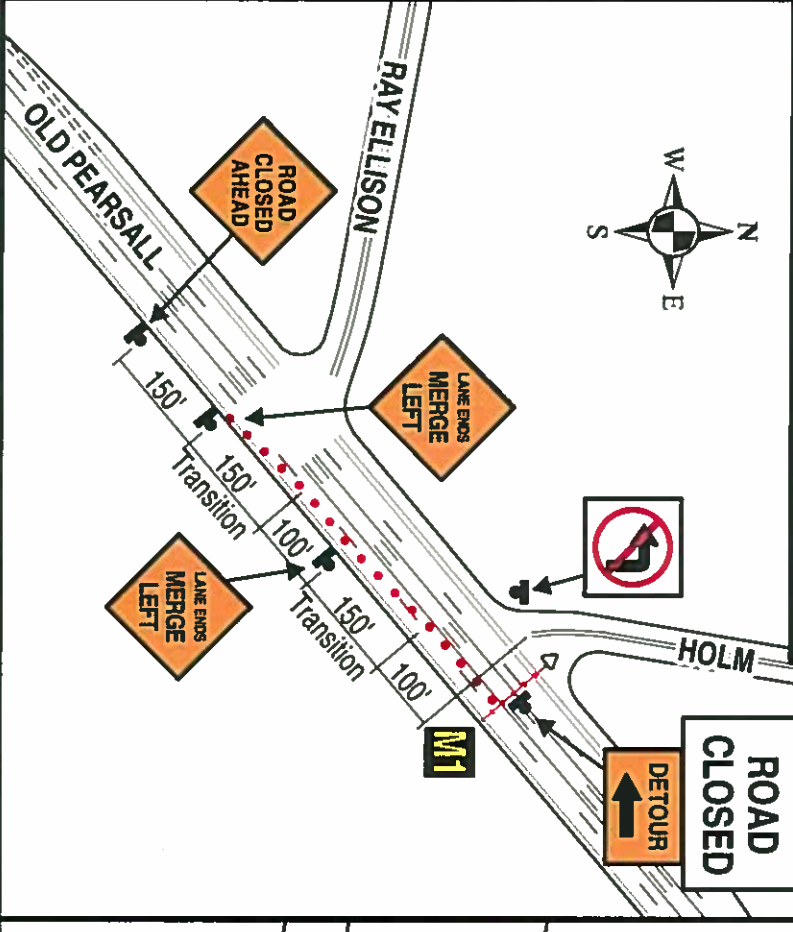 RAY ELLISON
OLD PEARSALL
ROAD
CLOSED
AHEAD
W
N
S
E
LANE ENDS
MERGE
LEFT
HOLM
ROAD
CLOSED
DETOUR
150'
150'
Transition
100'
150'
Transition
100'
LANE ENDS
MERGE
LEFT
M1